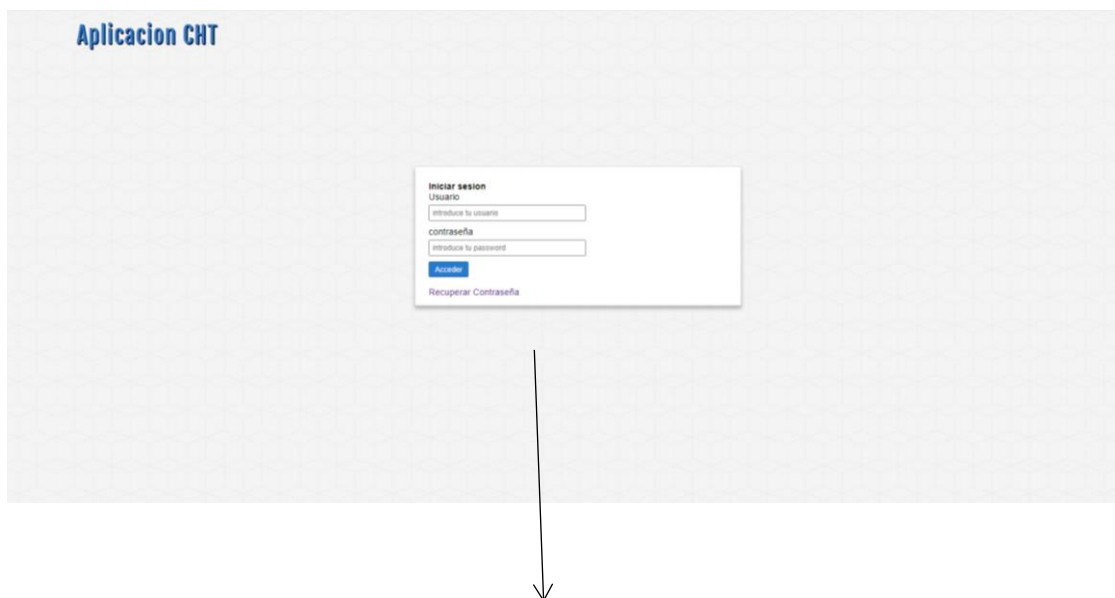 Aplicacion CHT
Iniciar sesion
Usuario
introduce tu usuario
contraseña
introduce tu password
Acceder
Recuperar Contraseña